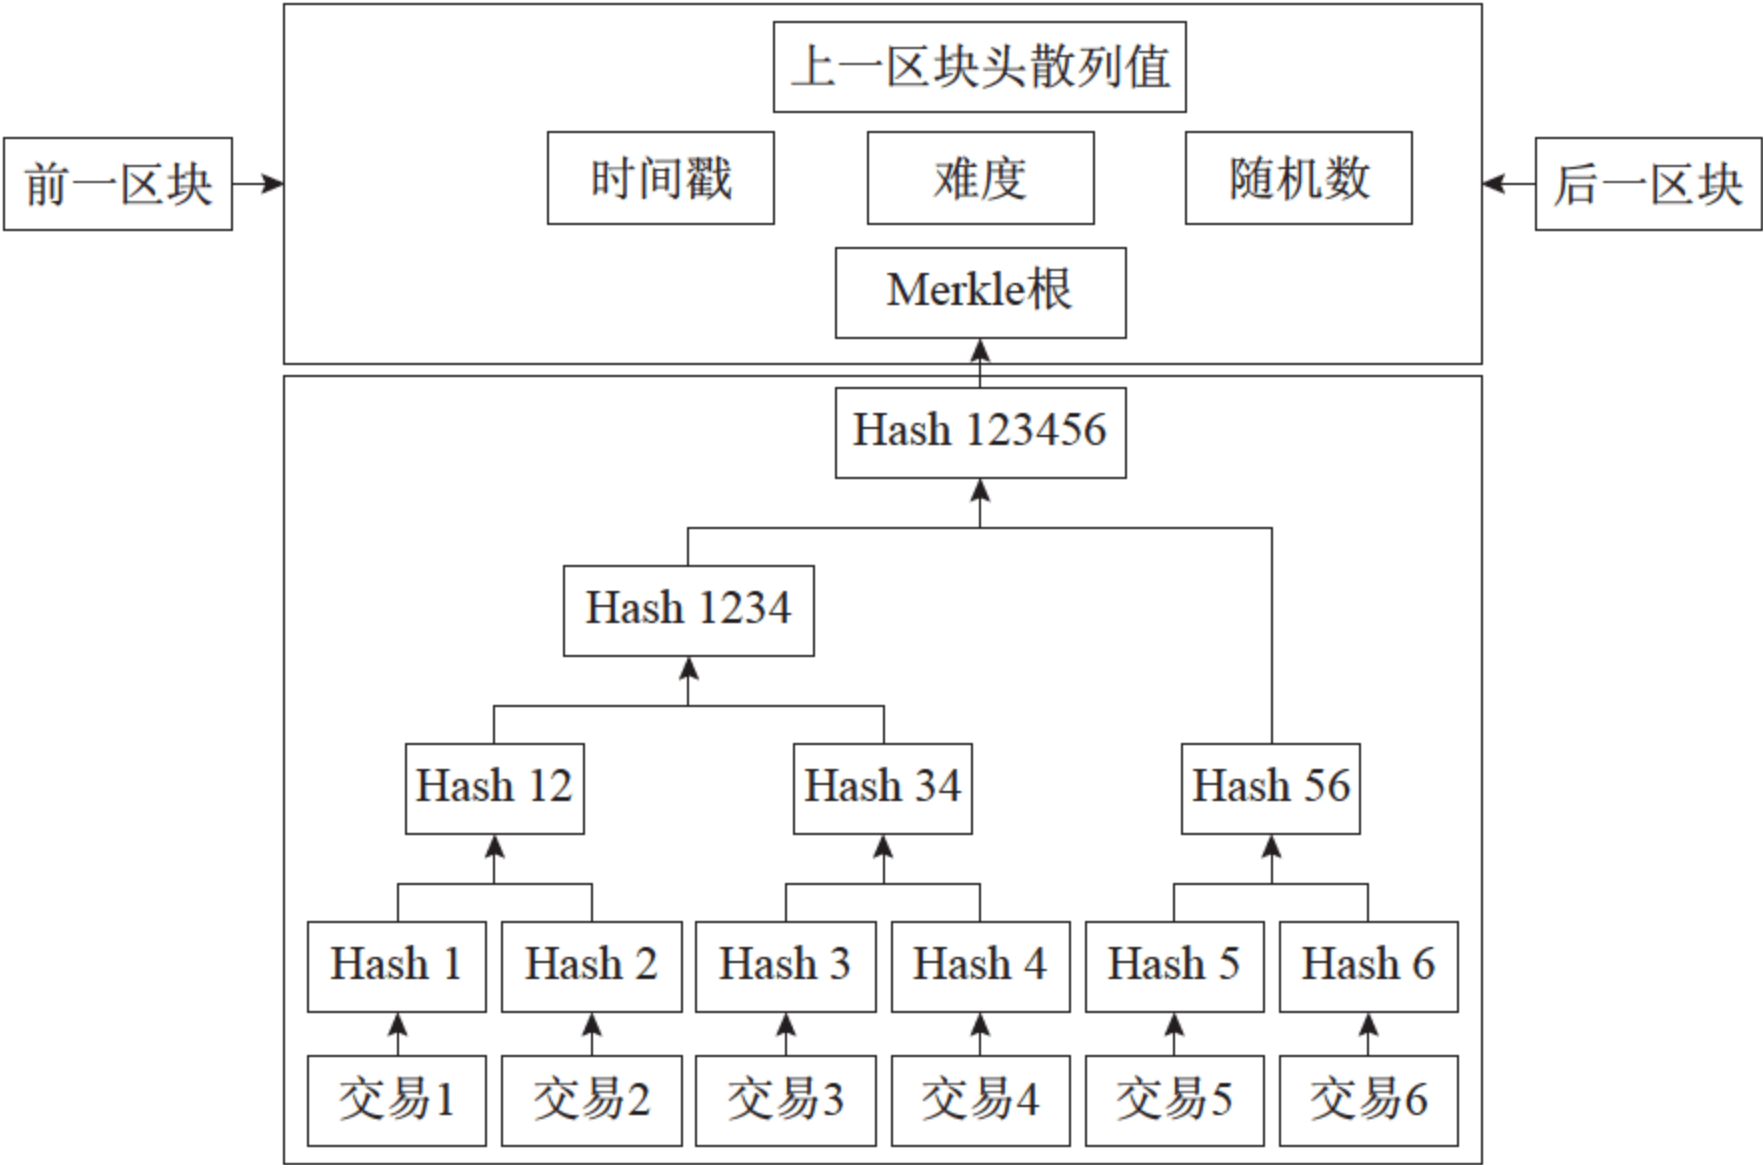 上一区块头散列值
前一区块
时间戳
难度
随机数
后一区块
Merkle根
Hash 123456
Hash 1234
Hash 12
Hash 34
Hash 56
Hash 1
Hash 2
Hash 3
Hash 4
Hash 5
Hash 6
交易1
交易2
交易3
交易4
交易5
交易6